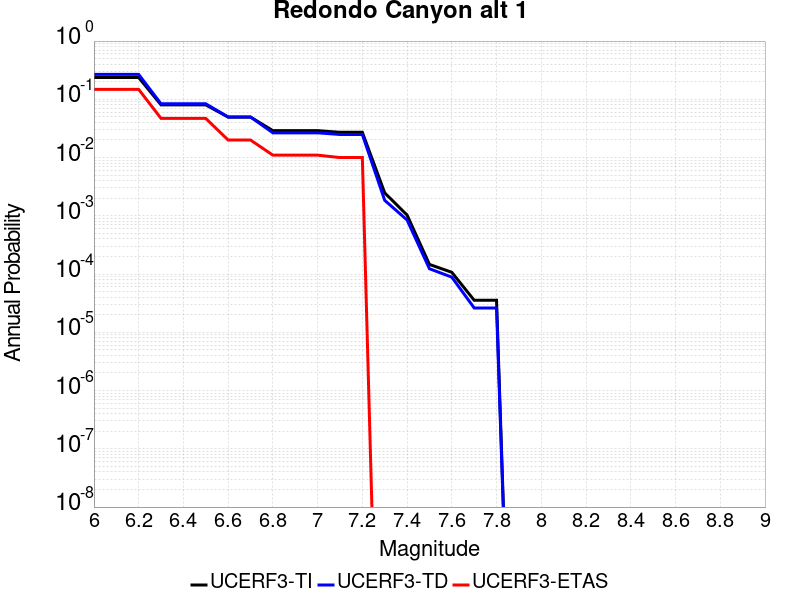 Redondo Canyon alt 1
10^0
10^-1
10^-2
10^-3
10^-4
10^-5
10^-6
10^-7
10^-8
Annual Probability
6 6.2 6.4 6.6 6.8 7 7.2 7.4 7.6 7.8 8 8.2 8.4 8.6 8.8 9
Magnitude
UCERF3-TI UCERF3-TD UCERF3-ETAS